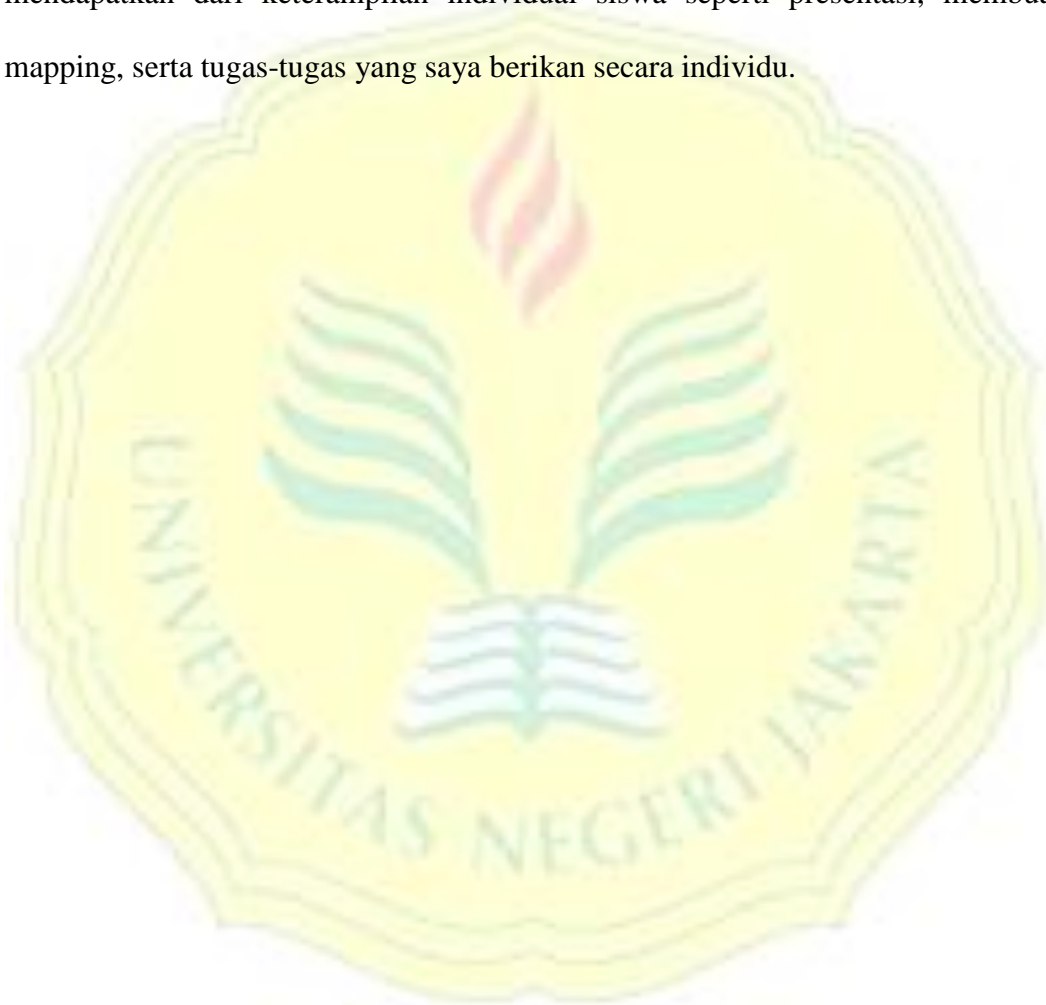 mendapatkan dari keterampilan individual siswa seperti presentasi, membuat
mapping, serta tugas-tugas yang saya berikan secara individu.
UNIVERSITAS NEGERI JAKARTA